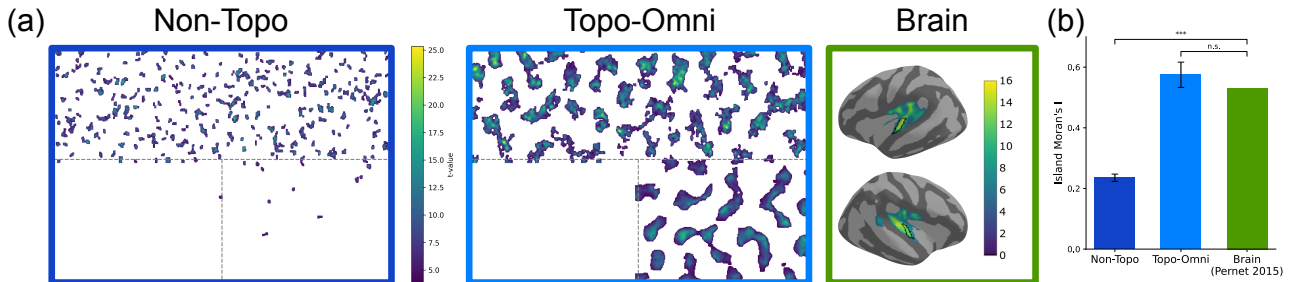 (a)
Non-Topo
Topo-Omni
Brain
(b)
25.0
22.5
20.0
17.5
15.0
12.5
10.0
7.5
5.0
t-value
16
14
12
10
8
6
4
2
0
***
n.s.
Island Moran's I
0,6
0,4
0,2
0,0
Non-Topo
Topo-Omni
Brain
(Pernet 2015)